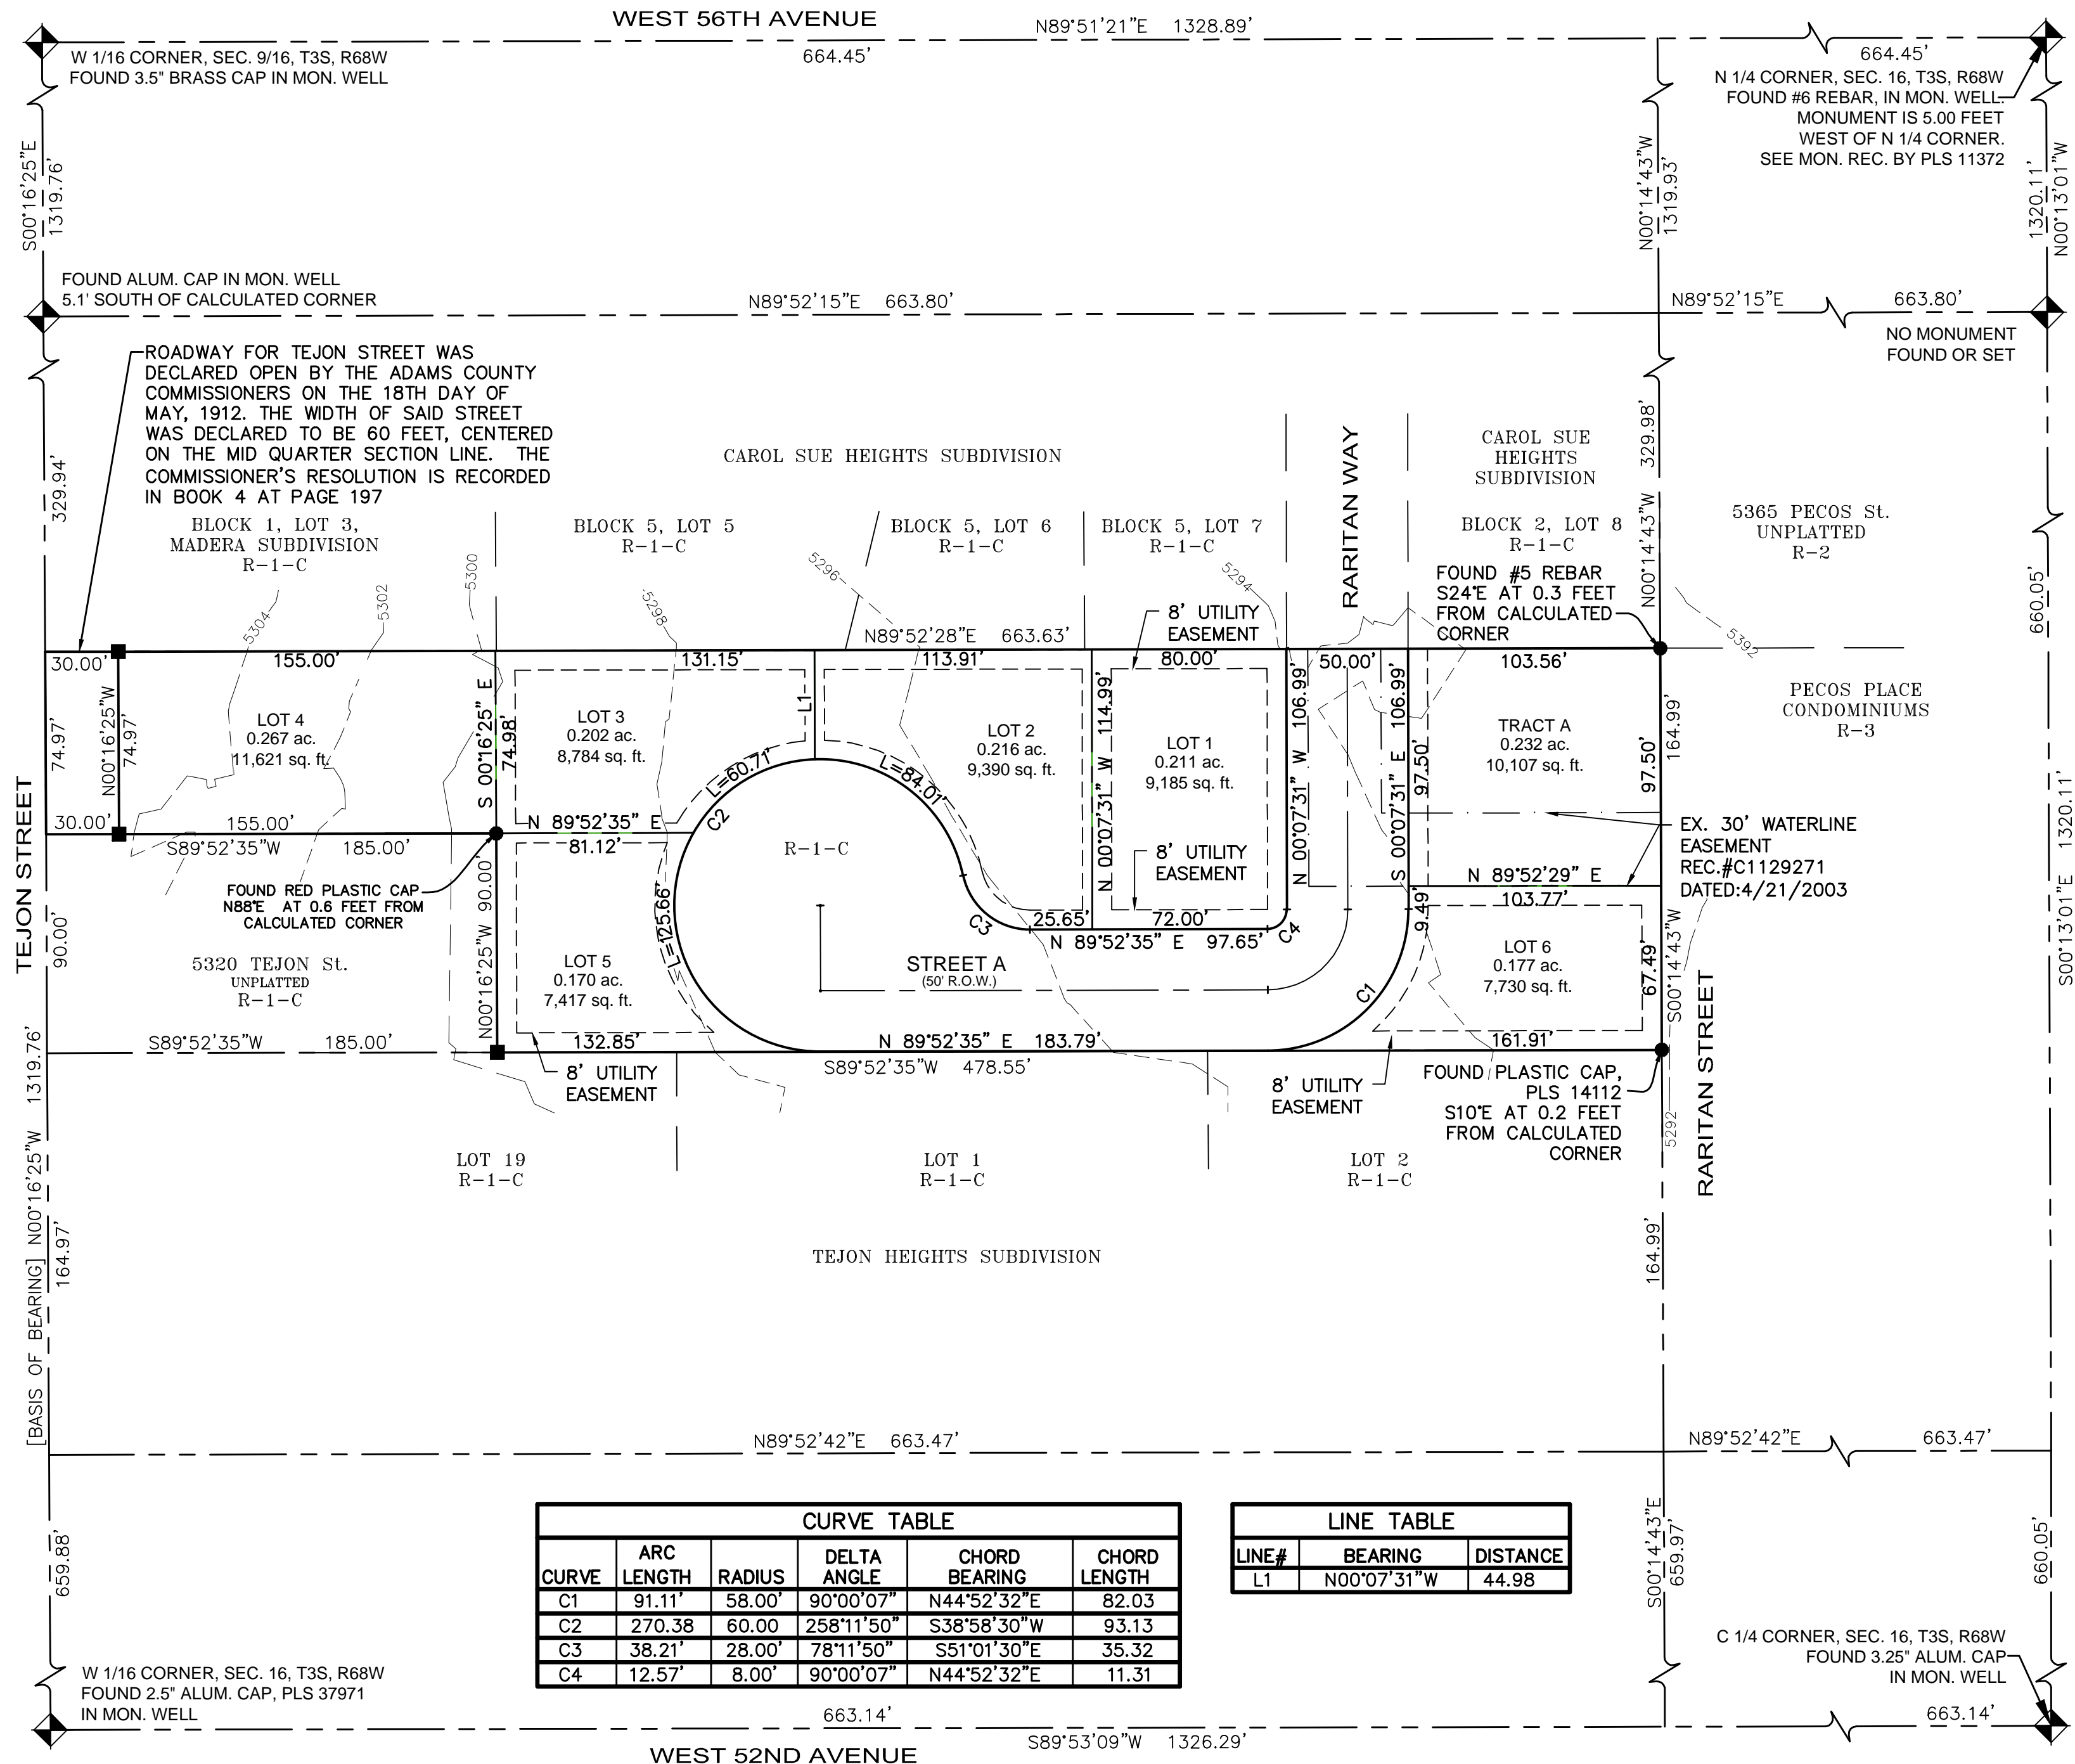 WEST 56TH AVENUE
N89°51'21"E 1328.89'
664.45'
664.45'
W 1/16 CORNER, SEC. 9/16, T3S, R68W
FOUND 3.5" BRASS CAP IN MON. WELL
N 1/4 CORNER, SEC. 16, T3S, R68W
FOUND #6 REBAR, IN MON. WELL.
MONUMENT IS 5.00 FEET
WEST OF N 1/4 CORNER.
SEE MON. REC. BY PLS 11372
S00°16'25"E
1319.76'
N00°14'43"W
1319.93'
1320.11'
N00°13'01"W
FOUND ALUM. CAP IN MON. WELL
5.1' SOUTH OF CALCULATED CORNER
N89°52'15"E 663.80'
N89°52'15"E 663.80'
NO MONUMENT
FOUND OR SET
ROADWAY FOR TEJON STREET WAS
DECLARED OPEN BY THE ADAMS COUNTY
COMMISSIONERS ON THE 18TH DAY OF
MAY, 1912. THE WIDTH OF SAID STREET
WAS DECLARED TO BE 60 FEET, CENTERED
ON THE MID QUARTER SECTION LINE. THE
COMMISSIONER'S RESOLUTION IS RECORDED
IN BOOK 4 AT PAGE 197
329.94'
CAROL SUE HEIGHTS SUBDIVISION
RARITAN WAY
CAROL SUE
HEIGHTS
SUBDIVISION
329.98'
N00°14'43"W
BLOCK 1, LOT 3,
MADERA SUBDIVISION
R-1-C
BLOCK 5, LOT 5
R-1-C
BLOCK 5, LOT 6
R-1-C
BLOCK 5, LOT 7
R-1-C
BLOCK 2, LOT 8
R-1-C
5365 PECOS St.
UNPLATTED
R-2
660.05'
5304
5302
5300
5298
5296
5294
5392
FOUND #5 REBAR
S24°E AT 0.3 FEET
FROM CALCULATED
CORNER
8' UTILITY
EASEMENT
N89°52'28"E 663.63'
30.00'
155.00'
131.15'
113.91'
80.00'
50.00'
103.56'
74.97'
N00°16'25"W
74.97'
LOT 4
0.267 ac.
11,621 sq. ft.
S 00°16'25" E
74.98'
LOT 3
0.202 ac.
8,784 sq. ft.
L1
LOT 2
0.216 ac.
9,390 sq. ft.
N 00°07'31" W 114.99'
LOT 1
0.211 ac.
9,185 sq. ft.
N 00°07'31" W 106.99'
S 00°07'31" E 106.99'
97.50'
TRACT A
0.232 ac.
10,107 sq. ft.
97.50'
164.99'
PECOS PLACE
CONDOMINIUMS
R-3
TEJON STREET
30.00'
155.00'
S89°52'35"W 185.00'
N 89°52'35" E
81.12'
L=60.71'
C2
L=84.01'
R-1-C
8' UTILITY
EASEMENT
EX. 30' WATERLINE
EASEMENT
REC.#C1129271
DATED:4/21/2003
N 89°52'29" E
103.77'
9.49'
FOUND RED PLASTIC CAP
N88°E AT 0.6 FEET FROM
CALCULATED CORNER
90.00'
N00°16'25"W 90.00'
L=125.66'
C3
25.65'
72.00'
N 89°52'35" E 97.65'
C4
5320 TEJON St.
UNPLATTED
R-1-C
LOT 5
0.170 ac.
7,417 sq. ft.
STREET A
(50' R.O.W.)
C1
LOT 6
0.177 ac.
7,730 sq. ft.
67.49'
S00°14'43"W
RARITAN STREET
S00°13'01"E 1320.11'
S89°52'35"W 185.00'
132.85'
N 89°52'35" E 183.79'
S89°52'35"W 478.55'
161.91'
8' UTILITY
EASEMENT
8' UTILITY
EASEMENT
FOUND PLASTIC CAP,
PLS 14112
S10°E AT 0.2 FEET
FROM CALCULATED
CORNER
5292
LOT 19
R-1-C
LOT 1
R-1-C
LOT 2
R-1-C
TEJON HEIGHTS SUBDIVISION
[BASIS OF BEARING] N00°16'25"W 1319.76'
164.97'
164.99'
N89°52'42"E 663.47'
N89°52'42"E 663.47'
659.88'
S00°14'43"E
659.97'
660.05'
CURVE TABLE
CURVE ARC LENGTH RADIUS DELTA ANGLE CHORD BEARING CHORD LENGTH
C1 91.11' 58.00' 90°00'07" N44°52'32"E 82.03
C2 270.38 60.00 258°11'50" S38°58'30"W 93.13
C3 38.21' 28.00' 78°11'50" S51°01'30"E 35.32
C4 12.57' 8.00' 90°00'07" N44°52'32"E 11.31
LINE TABLE
LINE# BEARING DISTANCE
L1 N00°07'31"W 44.98
W 1/16 CORNER, SEC. 16, T3S, R68W
FOUND 2.5" ALUM. CAP, PLS 37971
IN MON. WELL
C 1/4 CORNER, SEC. 16, T3S, R68W
FOUND 3.25" ALUM. CAP
IN MON. WELL
663.14'
663.14'
S89°53'09"W 1326.29'
WEST 52ND AVENUE